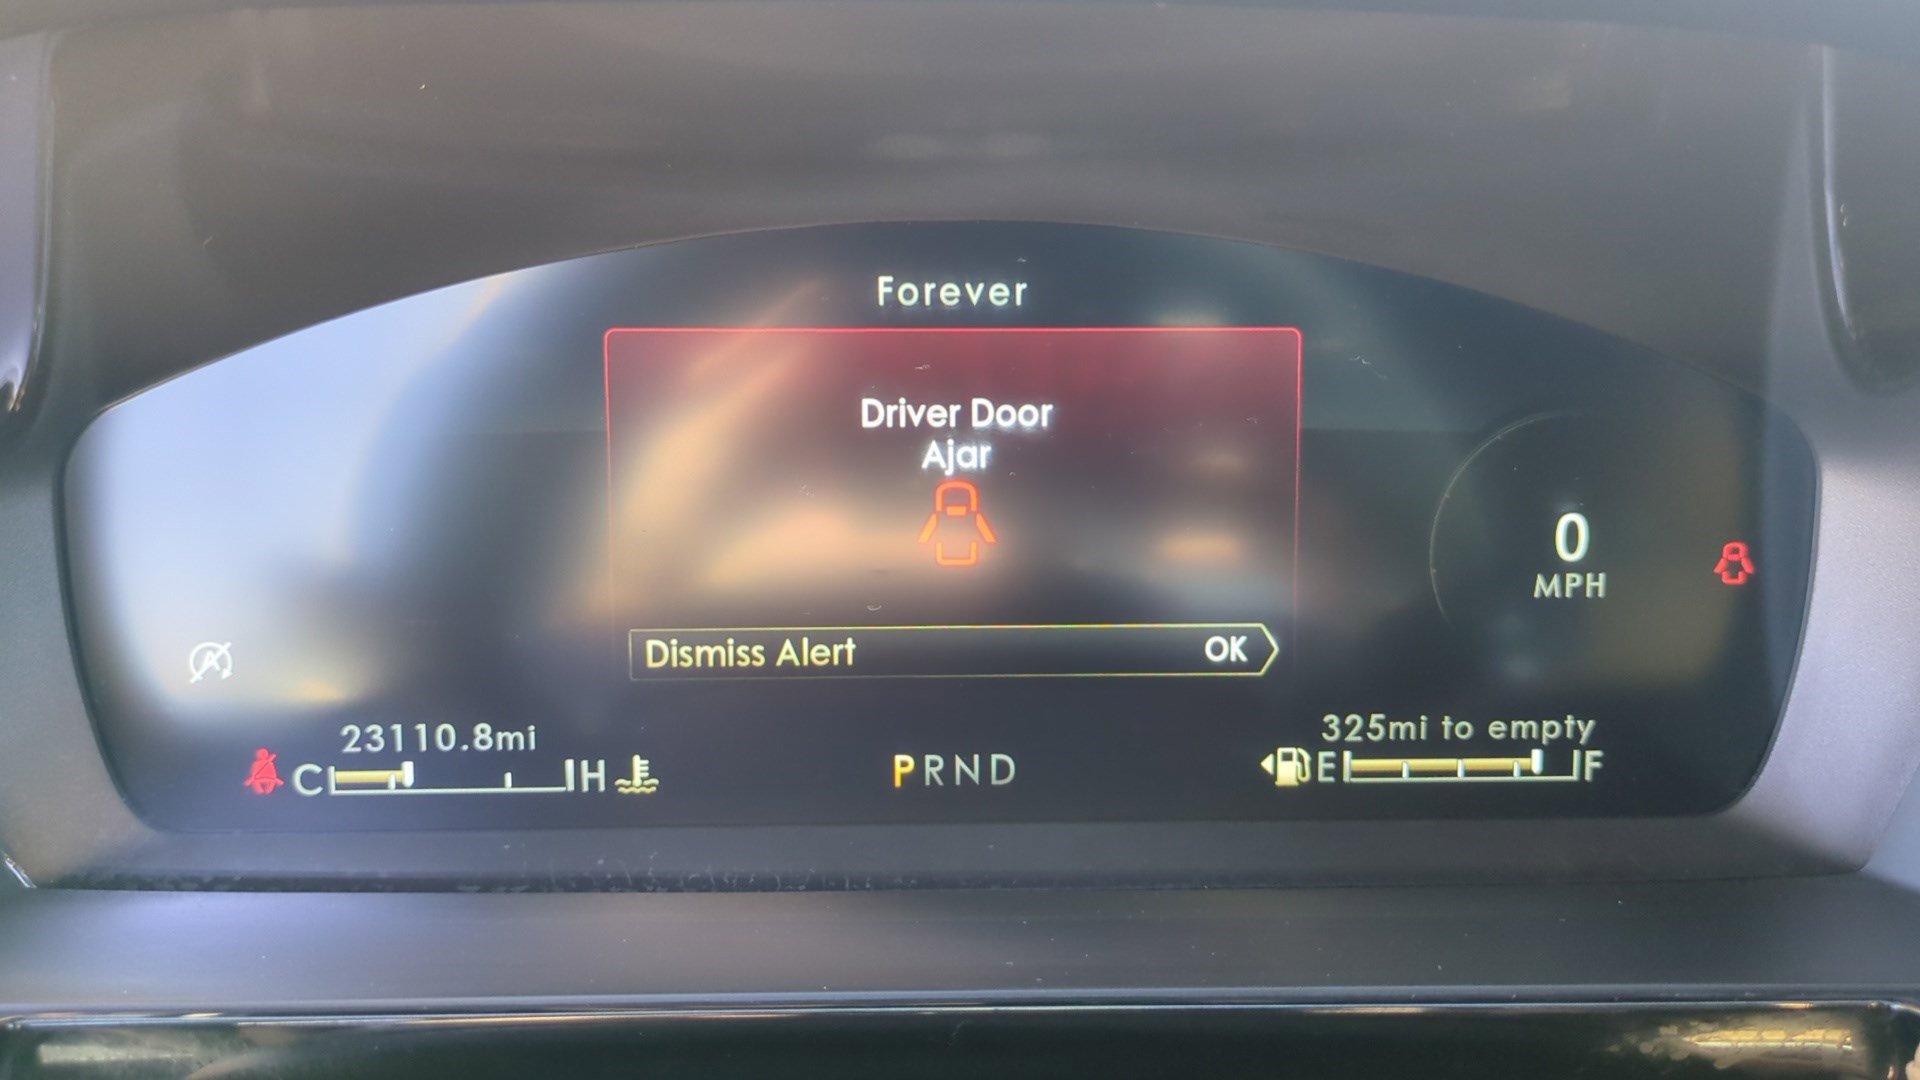 Forever
Driver Door
Ajar
Dismiss Alert OK
0
MPH
23110.8mi
325mi to empty
C H
PRND
E F